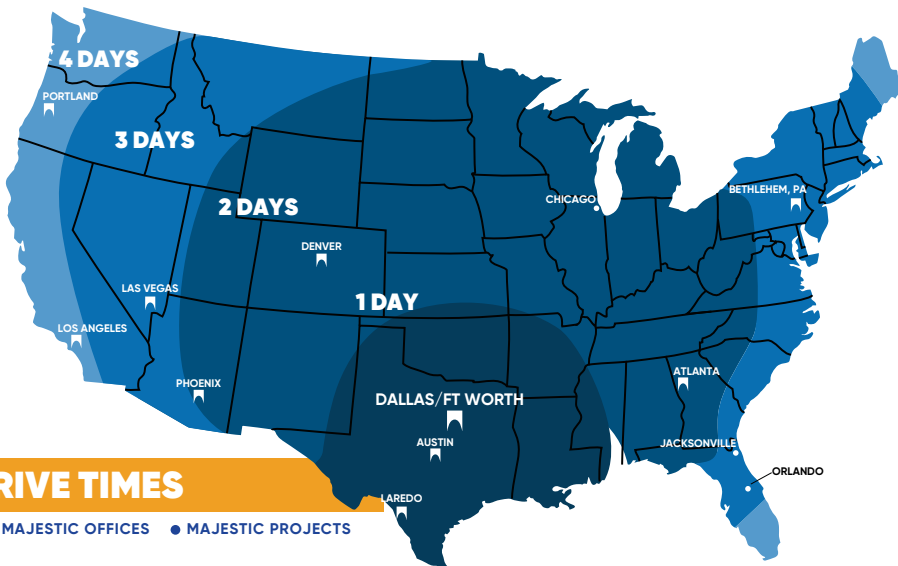 4 DAYS
PORTLAND
3 DAYS
CHICAGO
BETHLEHEM, PA
2 DAYS
DENVER
LAS VEGAS
1 DAY
LOS ANGELES
PHOENIX
ATLANTA
DALLAS/FT WORTH
AUSTIN
JACKSONVILLE
ORLANDO
RIVE TIMES
LAREDO
MAJESTIC OFFICES
MAJESTIC PROJECTS